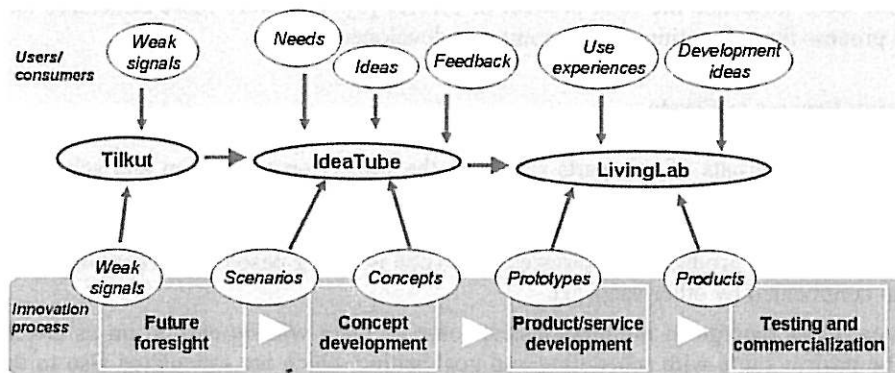 Users/
consumers
Weak
signals
Needs
Ideas
Feedback
Use
experiences
Development
ideas
Tilkut
IdeaTube
LivingLab
Weak
signals
Scenarios
Concepts
Prototypes
Products
Innovation
process
Future
foresight
Concept
development
Product/service
development
Testing and
commercialization